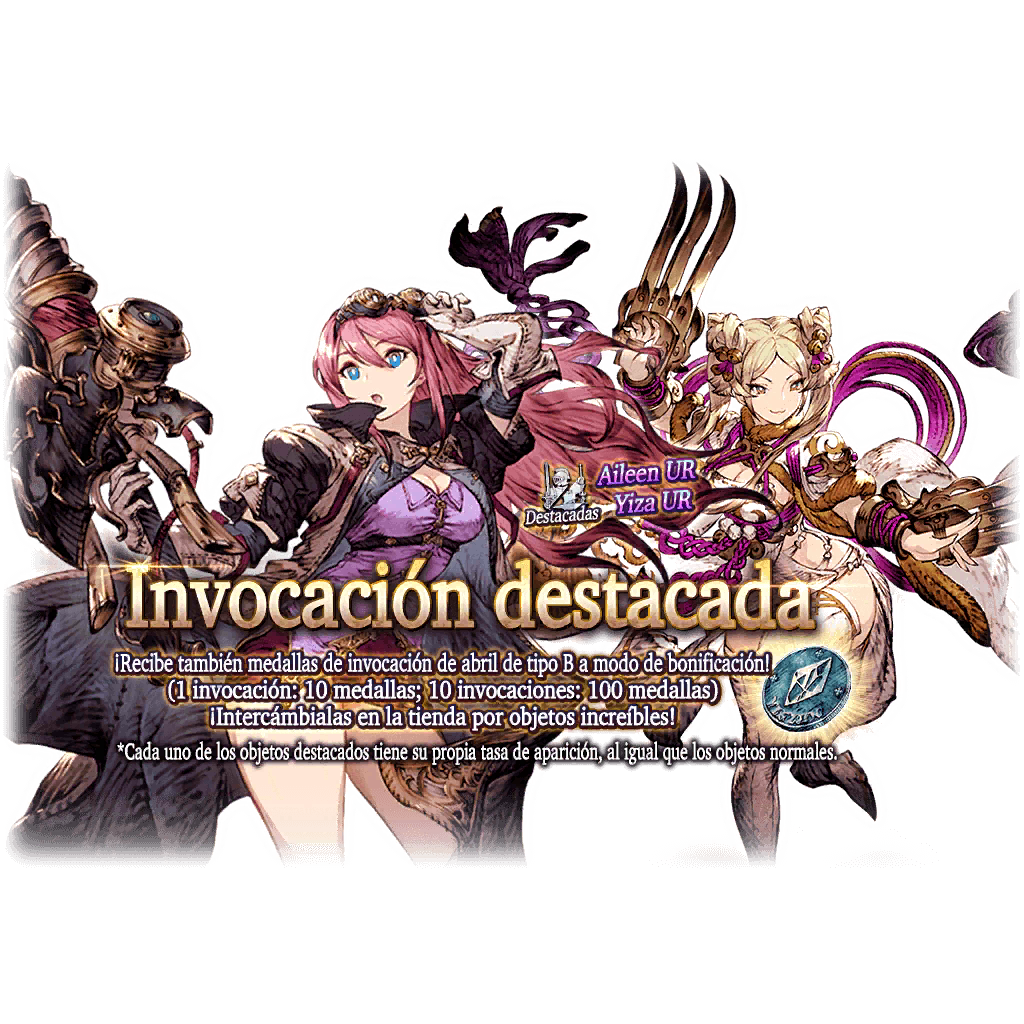 Aileen UR
Destacadas
Yiza UR
Invocación destacada
¡Recibe también medallas de invocación de abril de tipo B a modo de bonificación!
(1 invocación: 10 medallas; 10 invocaciones: 100 medallas)
¡Intercámbialas en la tienda por objetos increíbles!
*Cada uno de los objetos destacados tiene su propia tasa de aparición, al igual que los objetos normales.